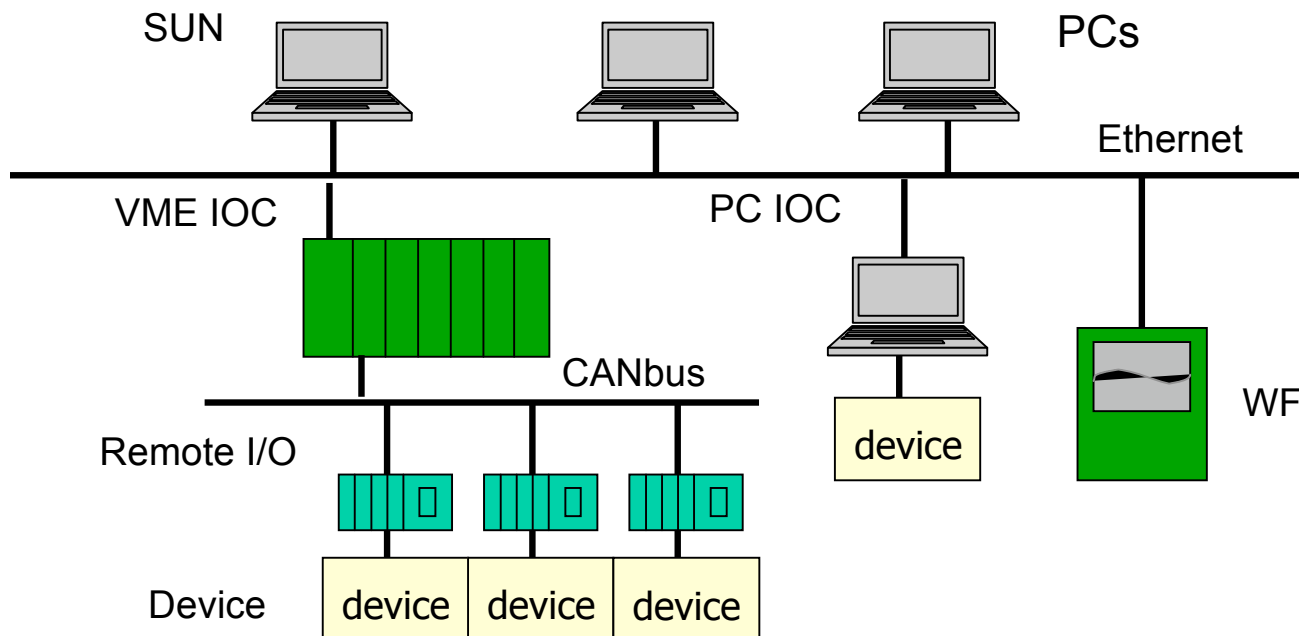 SUN
PCs
Ethernet
VME IOC
PC IOC
CANbus
WF
device
Remote I/O
Device
device
device
device